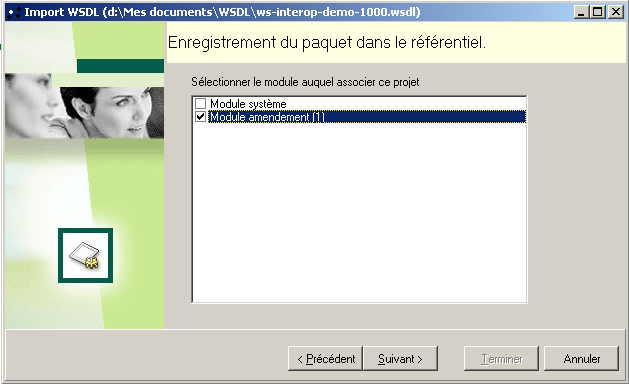 Import WSDL (d:\Mes documents\WSDL\ws-interop-demo-1000.wsdl)
Enregistrement du paquet dans le référentiel.
Sélectionner le module auquel associer ce projet
Module système
Module amendement (1)
< Précédent Suivant > Terminer Annuler